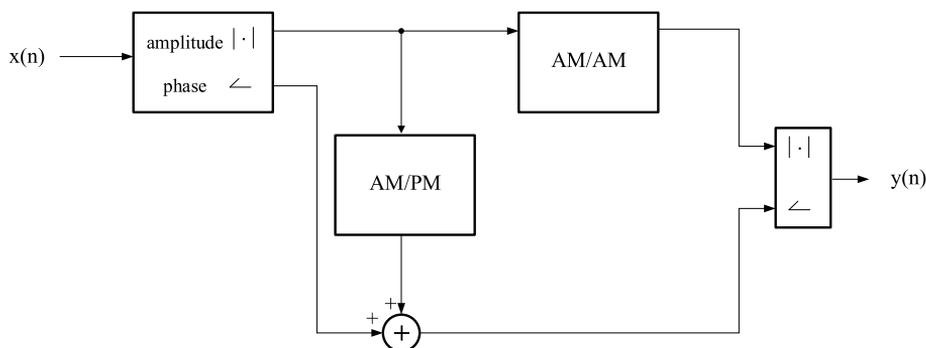 x(n)
amplitude |·|
phase ∠
AM/AM
AM/PM
|·|
∠
y(n)
+
+
+